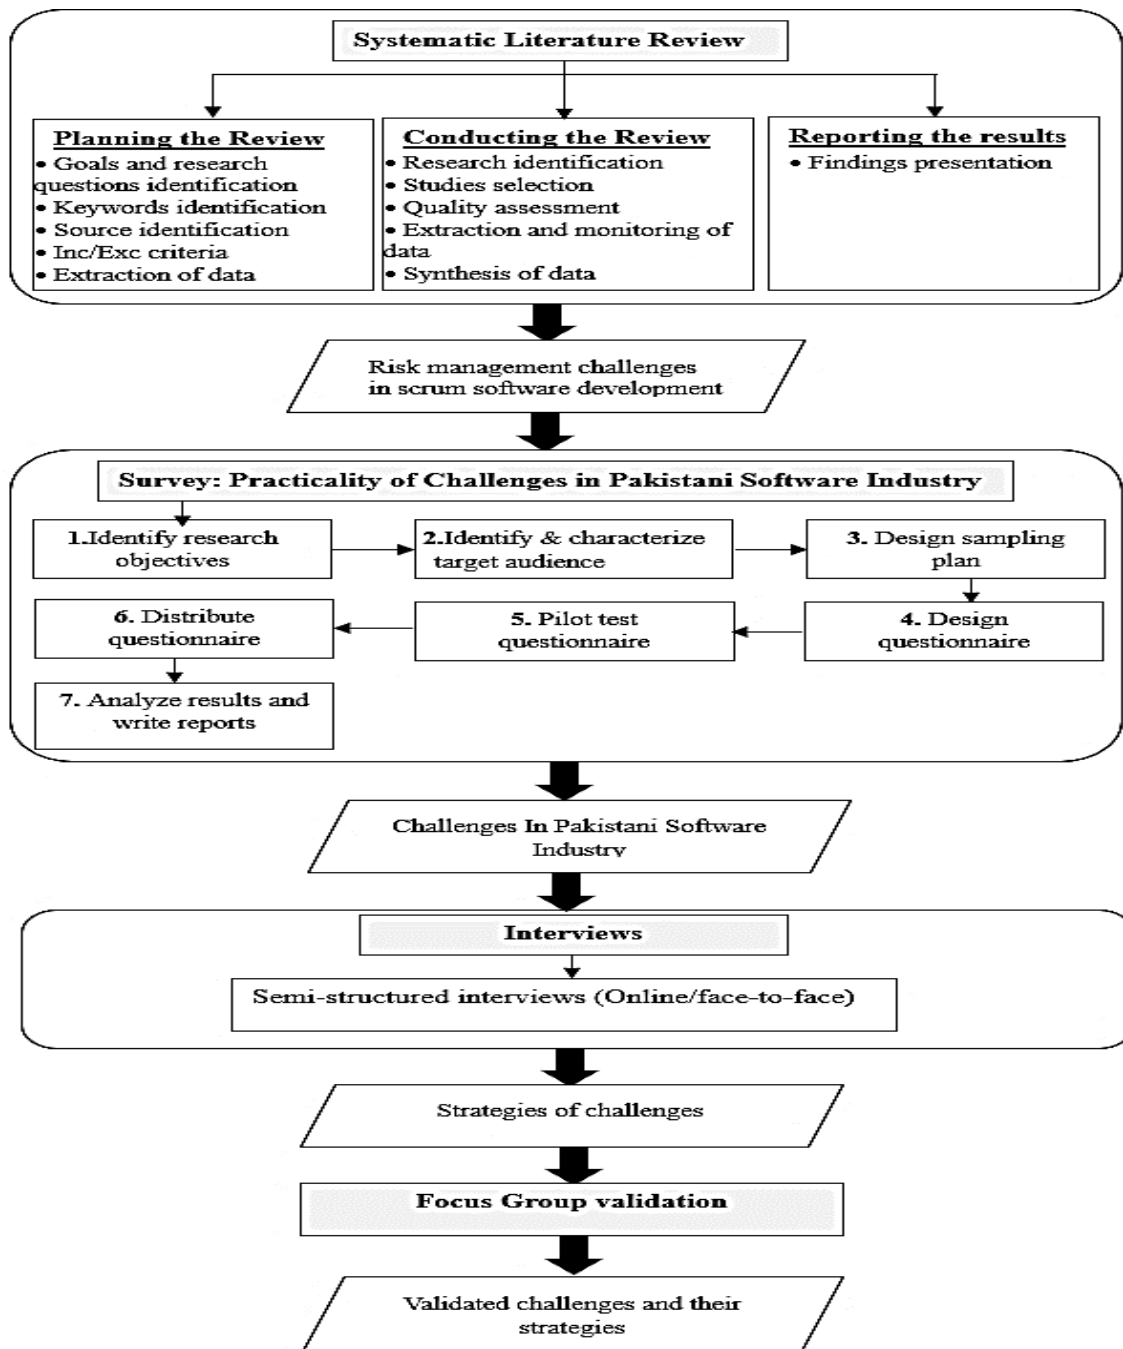 Systematic Literature Review
Planning the Review
• Goals and research
questions identification
• Keywords identification
• Source identification
• Inc/Exc criteria
• Extraction of data
Conducting the Review
• Research identification
• Studies selection
• Quality assessment
• Extraction and monitoring of
data
• Synthesis of data
Reporting the results
• Findings presentation
Risk management challenges
in scrum software development
Survey: Practicality of Challenges in Pakistani Software Industry
1.Identify research
objectives
2.Identify & characterize
target audience
3. Design sampling
plan
4. Design
questionnaire
5. Pilot test
questionnaire
6. Distribute
questionnaire
7. Analyze results and
write reports
Challenges In Pakistani Software
Industry
Interviews
Semi-structured interviews (Online/face-to-face)
Strategies of challenges
Focus Group validation
Validated challenges and their
strategies